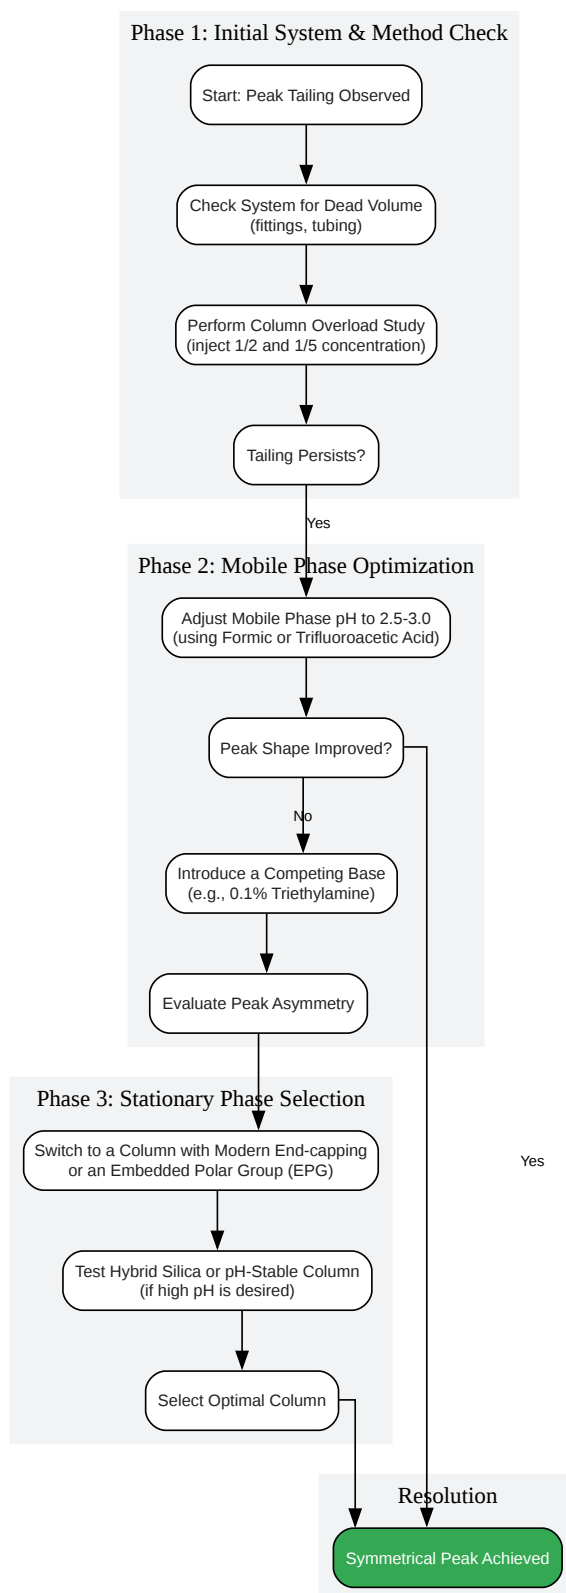 Phase 1: Initial System & Method Check
Start: Peak Tailing Observed
Check System for Dead Volume
(fittings, tubing)
Perform Column Overload Study
(inject 1/2 and 1/5 concentration)
Tailing Persists?
Yes
Phase 2: Mobile Phase Optimization
Adjust Mobile Phase pH to 2.5-3.0
(using Formic or Trifluoroacetic Acid)
Peak Shape Improved?
No
Introduce a Competing Base
(e.g., 0.1% Triethylamine)
Evaluate Peak Asymmetry
Phase 3: Stationary Phase Selection
Switch to a Column with Modern End-capping
or an Embedded Polar Group (EPG)
Yes
Test Hybrid Silica or pH-Stable Column
(if high pH is desired)
Select Optimal Column
Resolution
Symmetrical Peak Achieved